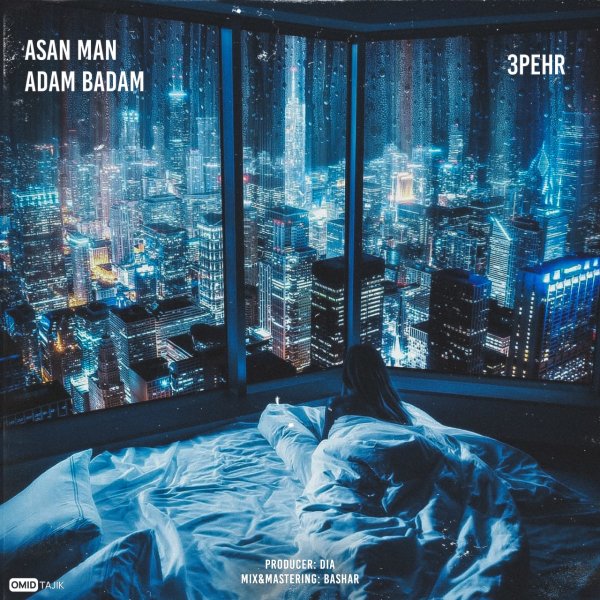 ASAN MAN
ADAM BADAM
3PEHR
PRODUCER: DIA
MIX&MASTERING: BASHAR
OMID TAJIK